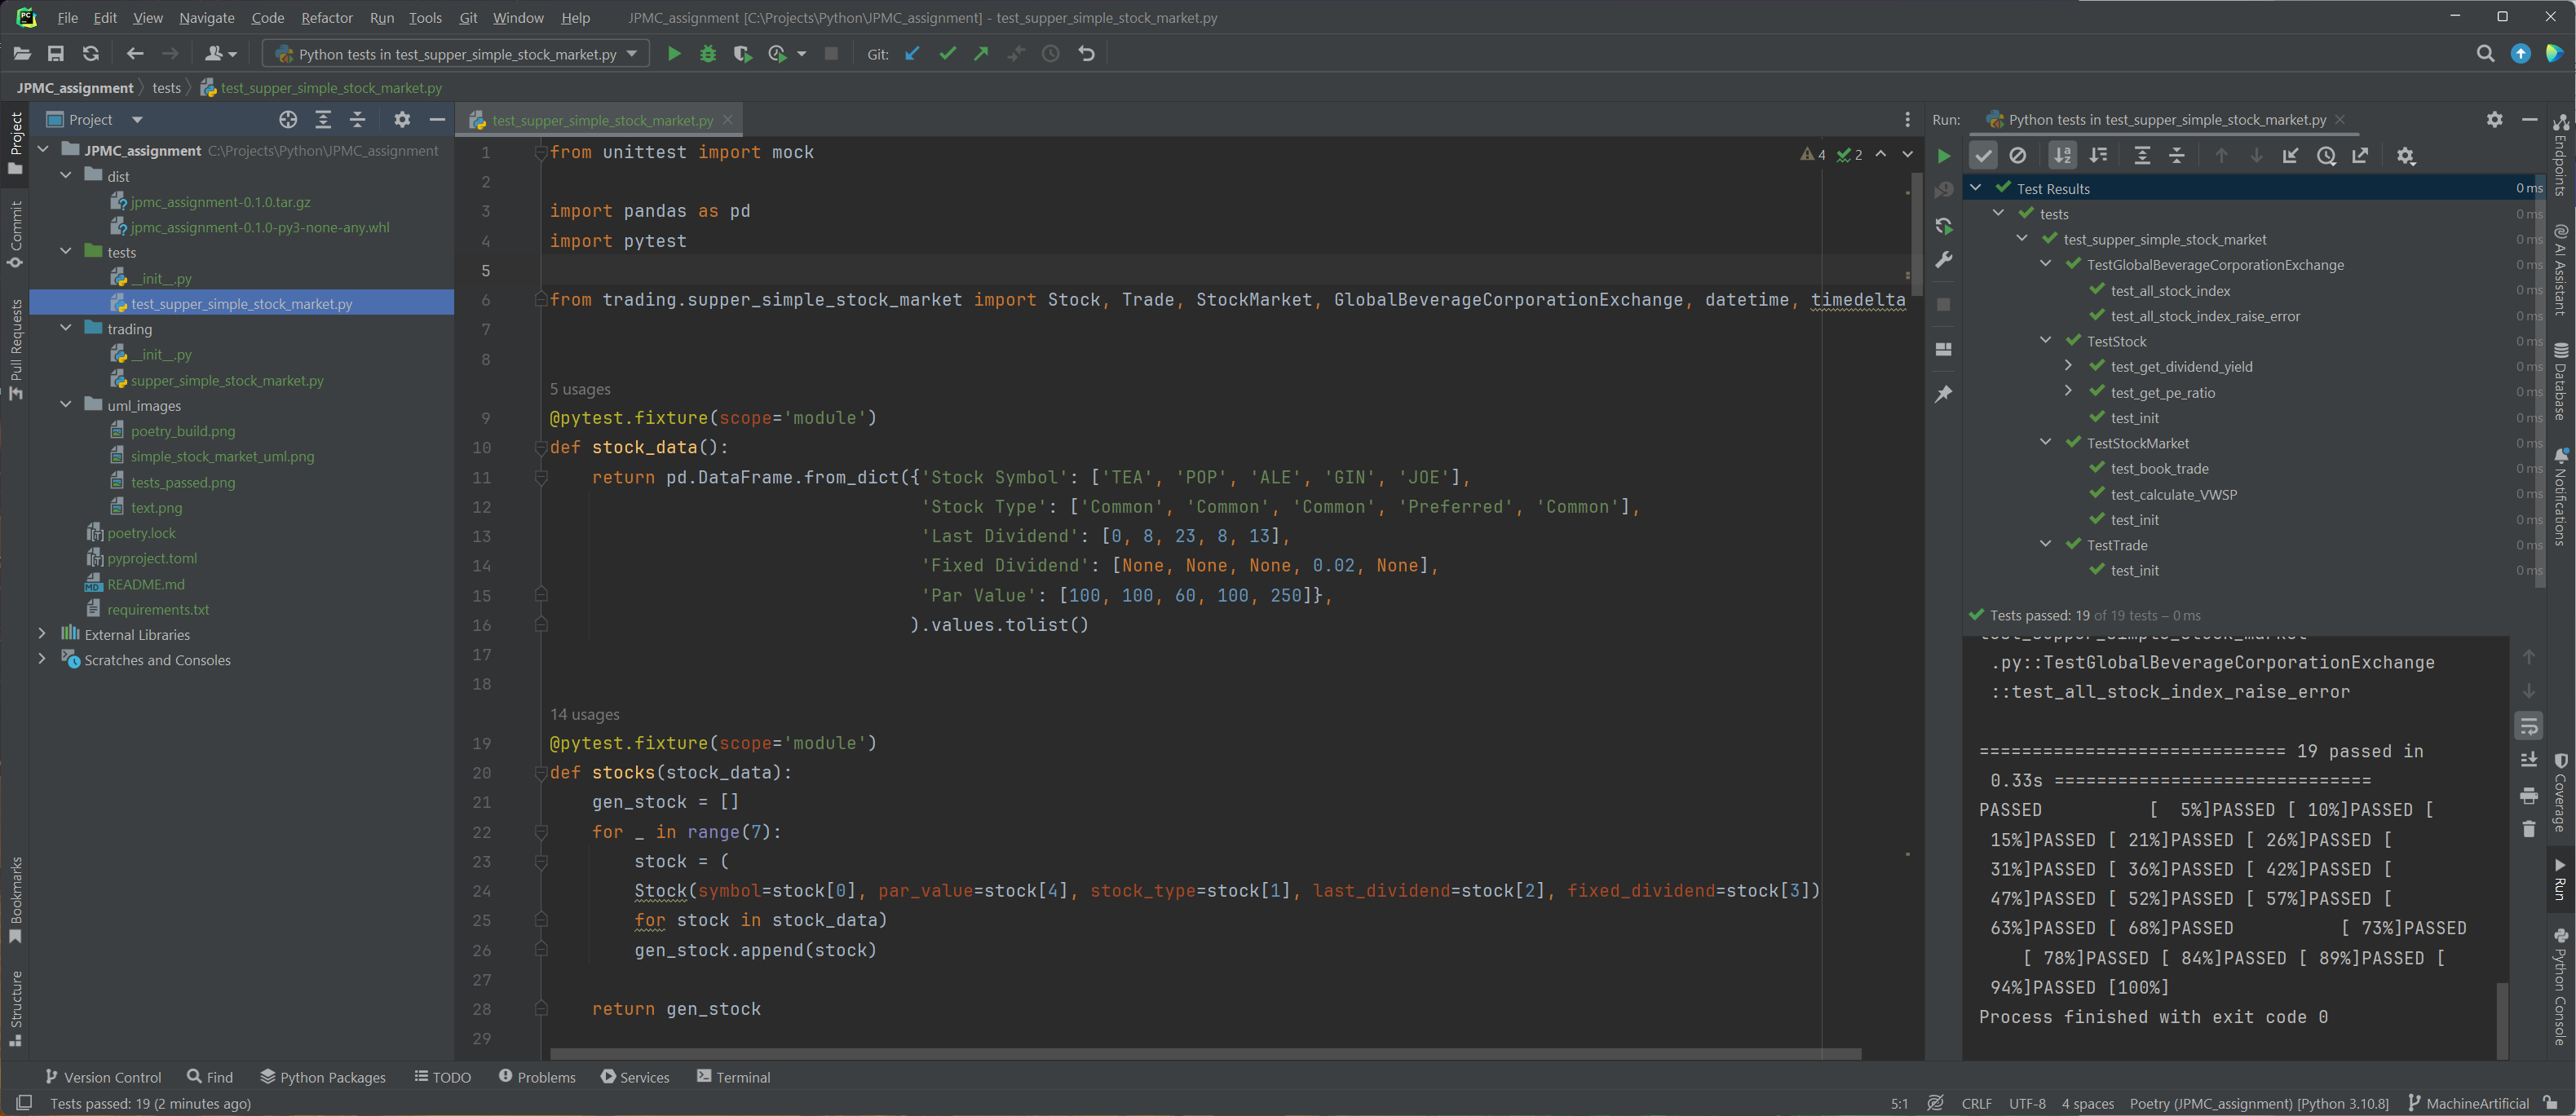 File Edit View Navigate Code Refactor Run Tools Git Window Help JPMC_assignment [C:\Projects\Python\JPMC_assignment] - test_supper_simple_stock_market.py
Python tests in test_supper_simple_stock_market.py Git:
JPMC_assignment tests test_supper_simple_stock_market.py
Project
Commit
Pull Requests
Bookmarks
Structure
Project
JPMC_assignment C:\Projects\Python\JPMC_assignment
dist
jpmc_assignment-0.1.0.tar.gz
jpmc_assignment-0.1.0-py3-none-any.whl
tests
__init__.py
test_supper_simple_stock_market.py
trading
__init__.py
supper_simple_stock_market.py
uml_images
poetry_build.png
simple_stock_market_uml.png
tests_passed.png
text.png
poetry.lock
pyproject.toml
README.md
requirements.txt
External Libraries
Scratches and Consoles
test_supper_simple_stock_market.py
4 2
1 from unittest import mock
2
3 import pandas as pd
4 import pytest
5
6 from trading.supper_simple_stock_market import Stock, Trade, StockMarket, GlobalBeverageCorporationExchange, datetime, timedelta
7
8
5 usages
9 @pytest.fixture(scope='module')
10 def stock_data():
11 return pd.DataFrame.from_dict({'Stock Symbol': ['TEA', 'POP', 'ALE', 'GIN', 'JOE'],
12 'Stock Type': ['Common', 'Common', 'Common', 'Preferred', 'Common'],
13 'Last Dividend': [0, 8, 23, 8, 13],
14 'Fixed Dividend': [None, None, None, 0.02, None],
15 'Par Value': [100, 100, 60, 100, 250]},
16 ).values.tolist()
17
18
14 usages
19 @pytest.fixture(scope='module')
20 def stocks(stock_data):
21 gen_stock = []
22 for _ in range(7):
23 stock = (
24 Stock(symbol=stock[0], par_value=stock[4], stock_type=stock[1], last_dividend=stock[2], fixed_dividend=stock[3])
25 for stock in stock_data)
26 gen_stock.append(stock)
27
28 return gen_stock
29
Run: Python tests in test_supper_simple_stock_market.py
Test Results 0 ms
tests 0 ms
test_supper_simple_stock_market 0 ms
TestGlobalBeverageCorporationExchange 0 ms
test_all_stock_index 0 ms
test_all_stock_index_raise_error 0 ms
TestStock 0 ms
test_get_dividend_yield 0 ms
test_get_pe_ratio 0 ms
test_init 0 ms
TestStockMarket 0 ms
test_book_trade 0 ms
test_calculate_VWSP 0 ms
test_init 0 ms
TestTrade 0 ms
test_init 0 ms
Tests passed: 19 of 19 tests – 0 ms
test_supper_simple_stock_market
.py::TestGlobalBeverageCorporationExchange
::test_all_stock_index_raise_error
============================= 19 passed in
0.33s ==============================
PASSED [ 5%]PASSED [ 10%]PASSED [
15%]PASSED [ 21%]PASSED [ 26%]PASSED [
31%]PASSED [ 36%]PASSED [ 42%]PASSED [
47%]PASSED [ 52%]PASSED [ 57%]PASSED [
63%]PASSED [ 68%]PASSED [ 73%]PASSED
[ 78%]PASSED [ 84%]PASSED [ 89%]PASSED [
94%]PASSED [100%]
Process finished with exit code 0
Endpoints
AI Assistant
Database
Notifications
Coverage
Run
Python Console
Version Control Find Python Packages TODO Problems Services Terminal
Tests passed: 19 (2 minutes ago) 5:1 CRLF UTF-8 4 spaces Poetry (JPMC_assignment) [Python 3.10.8] MachineArtificial